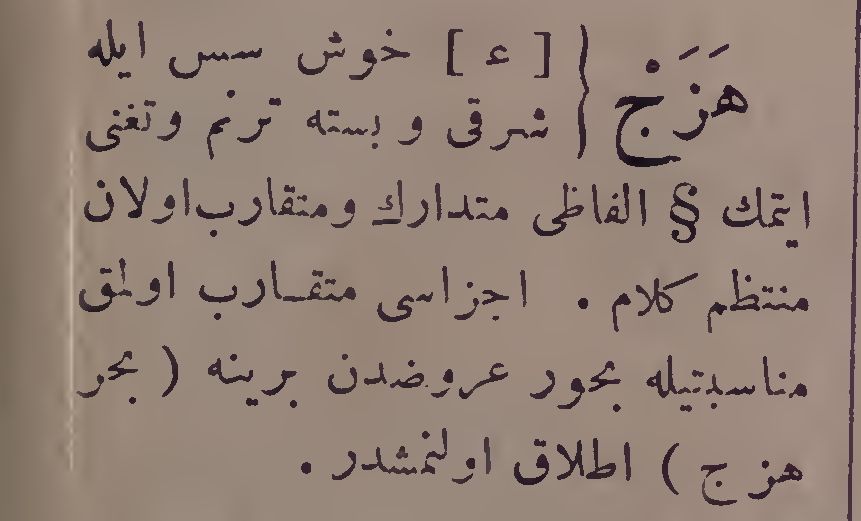 هَزَجْ { [ ع ] خوش سس ایله
شرقی و بسته ترنم وتغنی
ایتمك § الفاظی متدارك ومتقارب اولان
منتظم كلام . اجزاسی متقارب اولمق
مناسبتیله بحور عروضدن برینه ( بحر
هزج ) اطلاق اولنمشدر .